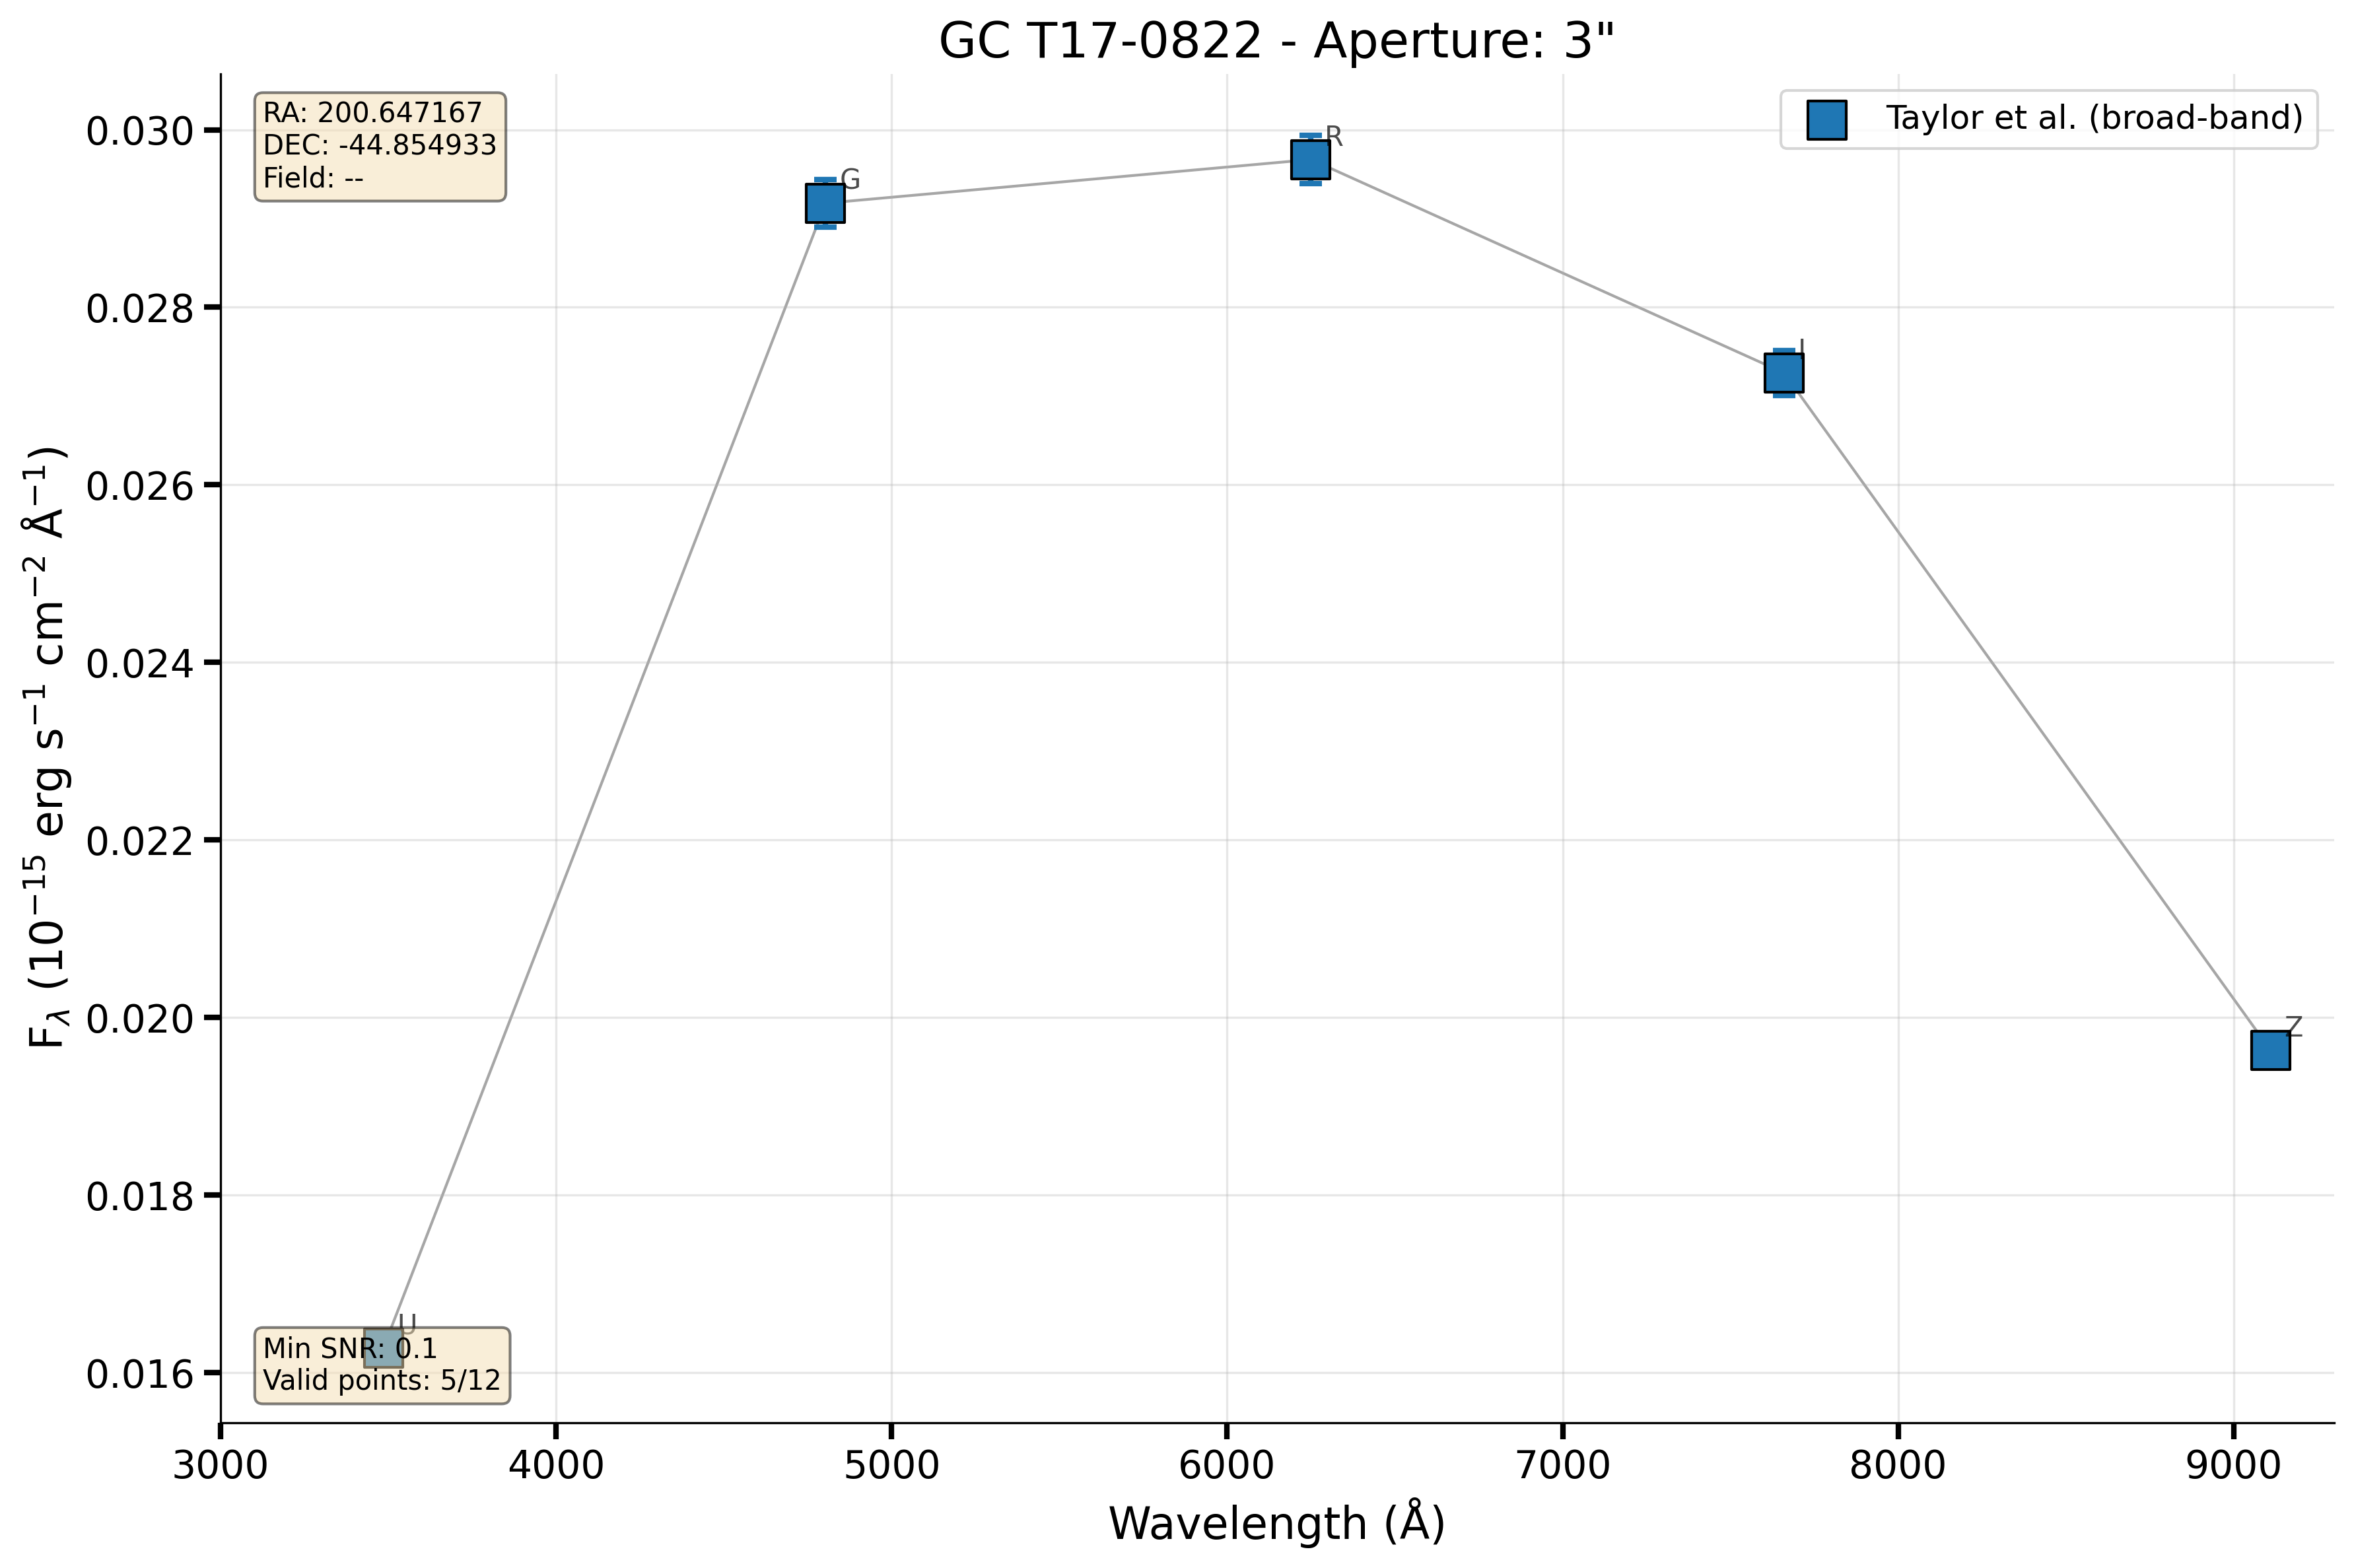 GC T17-0822 - Aperture: 3"
RA: 200.647167
DEC: -44.854933
Field: --
Taylor et al. (broad-band)
G
R
I
Z
U
Min SNR: 0.1
Valid points: 5/12
0.030
0.028
0.026
0.024
0.022
0.020
0.018
0.016
F_λ (10⁻¹⁵ erg s⁻¹ cm⁻² Å⁻¹)
3000 4000 5000 6000 7000 8000 9000
Wavelength (Å)